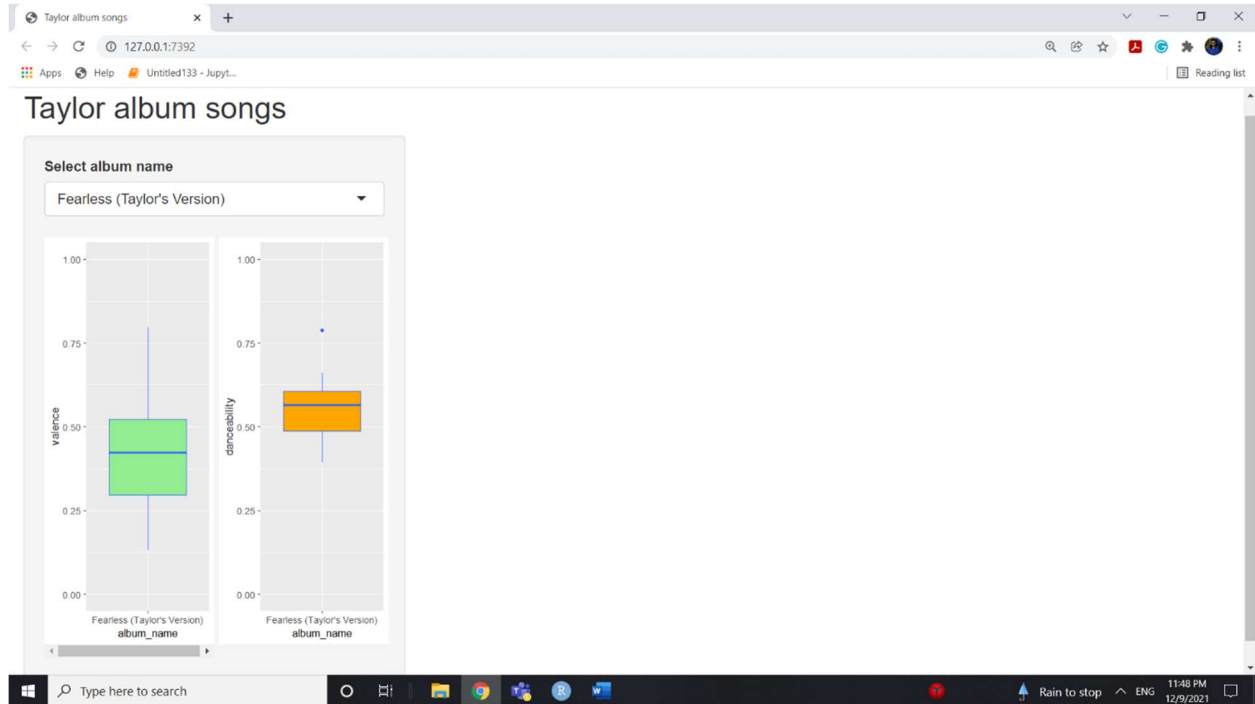 Taylor album songs
127.0.0.1:7392
Apps Help Untitled133 - Jupyt... Reading list
Taylor album songs
Select album name
Fearless (Taylor's Version)
1.00
0.75
0.50
0.25
0.00
valence
Fearless (Taylor's Version)
album_name
1.00
0.75
0.50
0.25
0.00
danceability
Fearless (Taylor's Version)
album_name
Type here to search
Rain to stop ENG 11:48 PM
12/9/2021